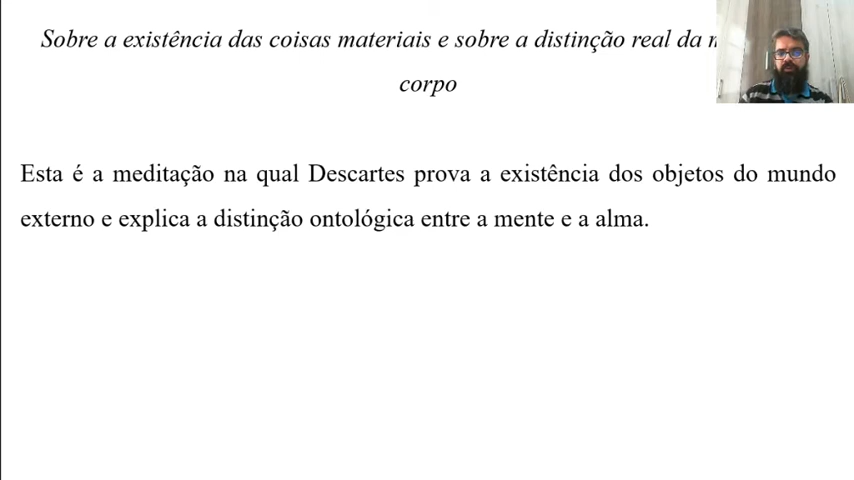 Sobre a existência das coisas materiais e sobre a distinção real da
corpo
Esta é a meditação na qual Descartes prova a existência dos objetos do mundo
externo e explica a distinção ontológica entre a mente e a alma.